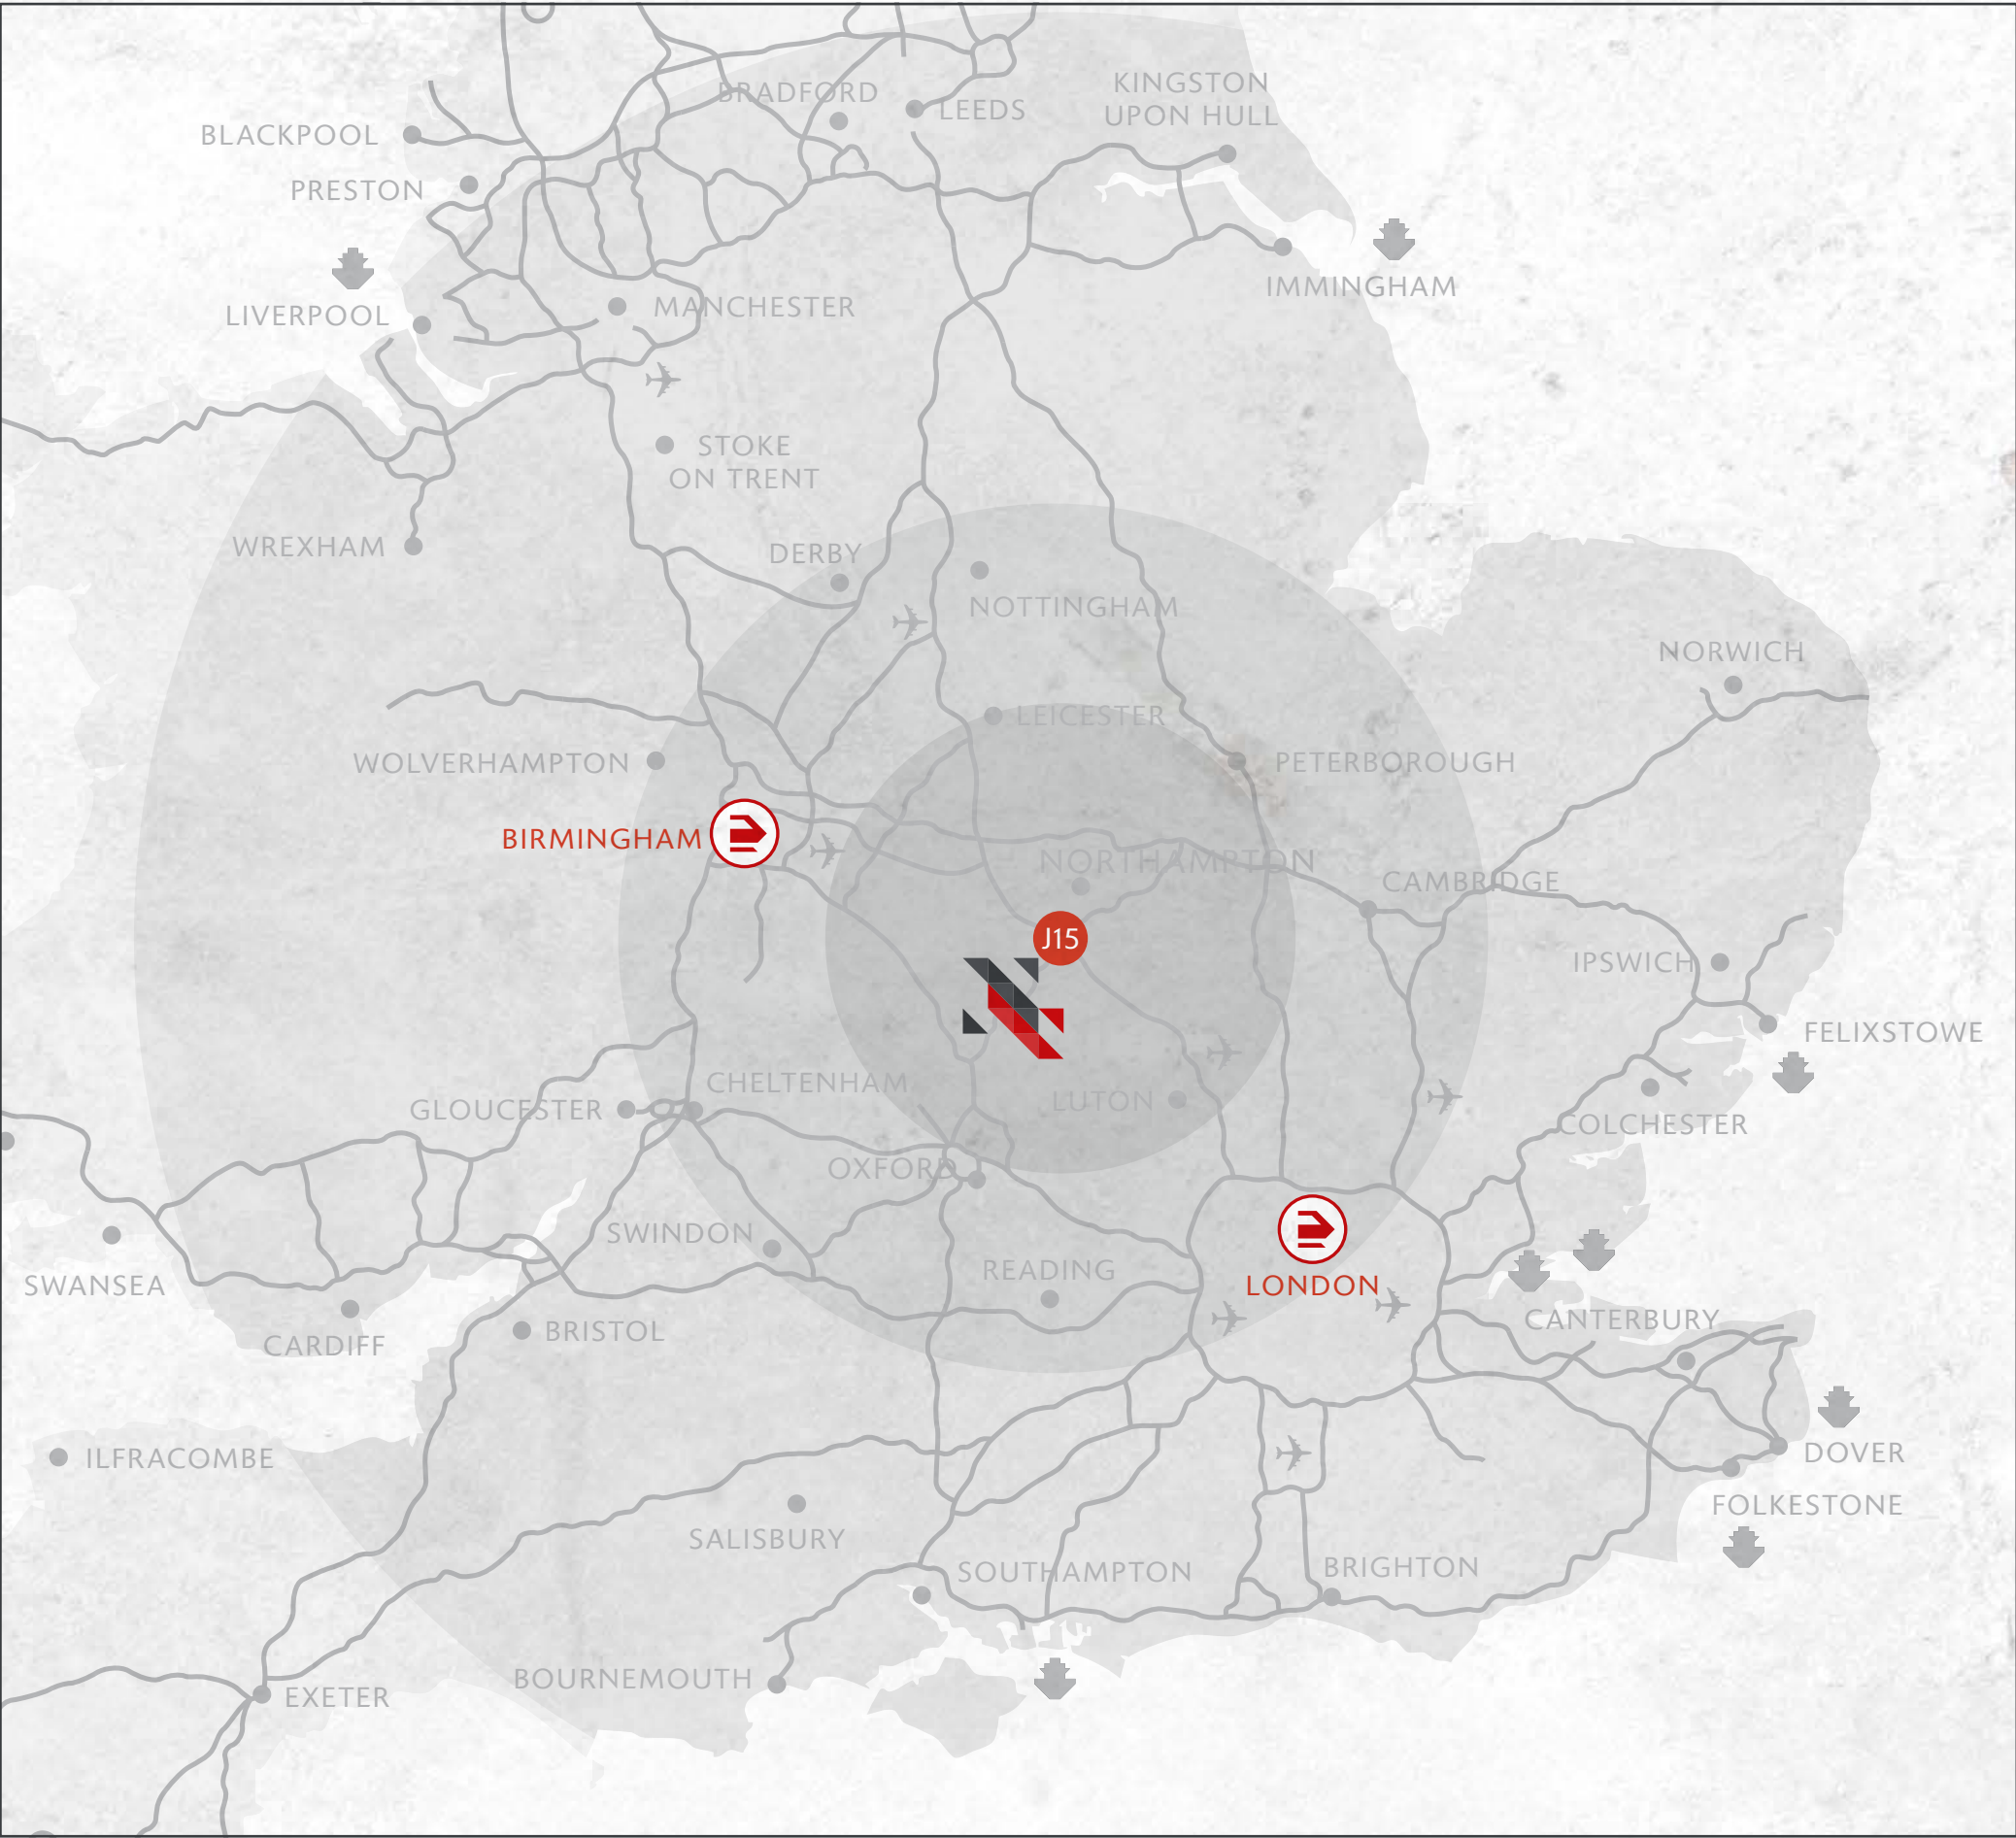 BRADFORD
LEEDS
KINGSTON
UPON HULL
BLACKPOOL
PRESTON
IMMINGHAM
LIVERPOOL
MANCHESTER
STOKE
ON TRENT
WREXHAM
DERBY
NOTTINGHAM
NORWICH
LEICESTER
WOLVERHAMPTON
PETERBOROUGH
BIRMINGHAM
NORTHAMPTON
CAMBRIDGE
J15
IPSWICH
FELIXSTOWE
CHELTENHAM
GLOUCESTER
LUTON
COLCHESTER
OXFORD
SWINDON
READING
SWANSEA
LONDON
CANTERBURY
CARDIFF
BRISTOL
ILFRACOMBE
DOVER
FOLKESTONE
SALISBURY
SOUTHAMPTON
BRIGHTON
BOURNEMOUTH
EXETER